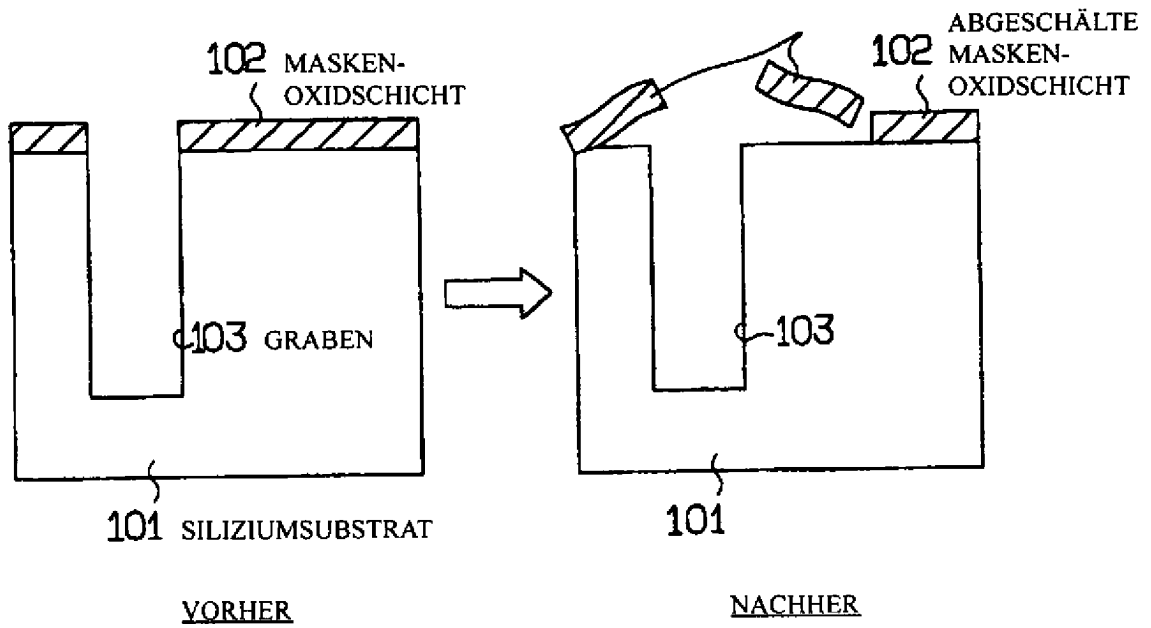 102 MASKEN-
OXIDSCHICHT
103 GRABEN
101 SILIZIUMSUBSTRAT
VORHER
ABGESCHÄLTE
102 MASKEN-
OXIDSCHICHT
103
101
NACHHER